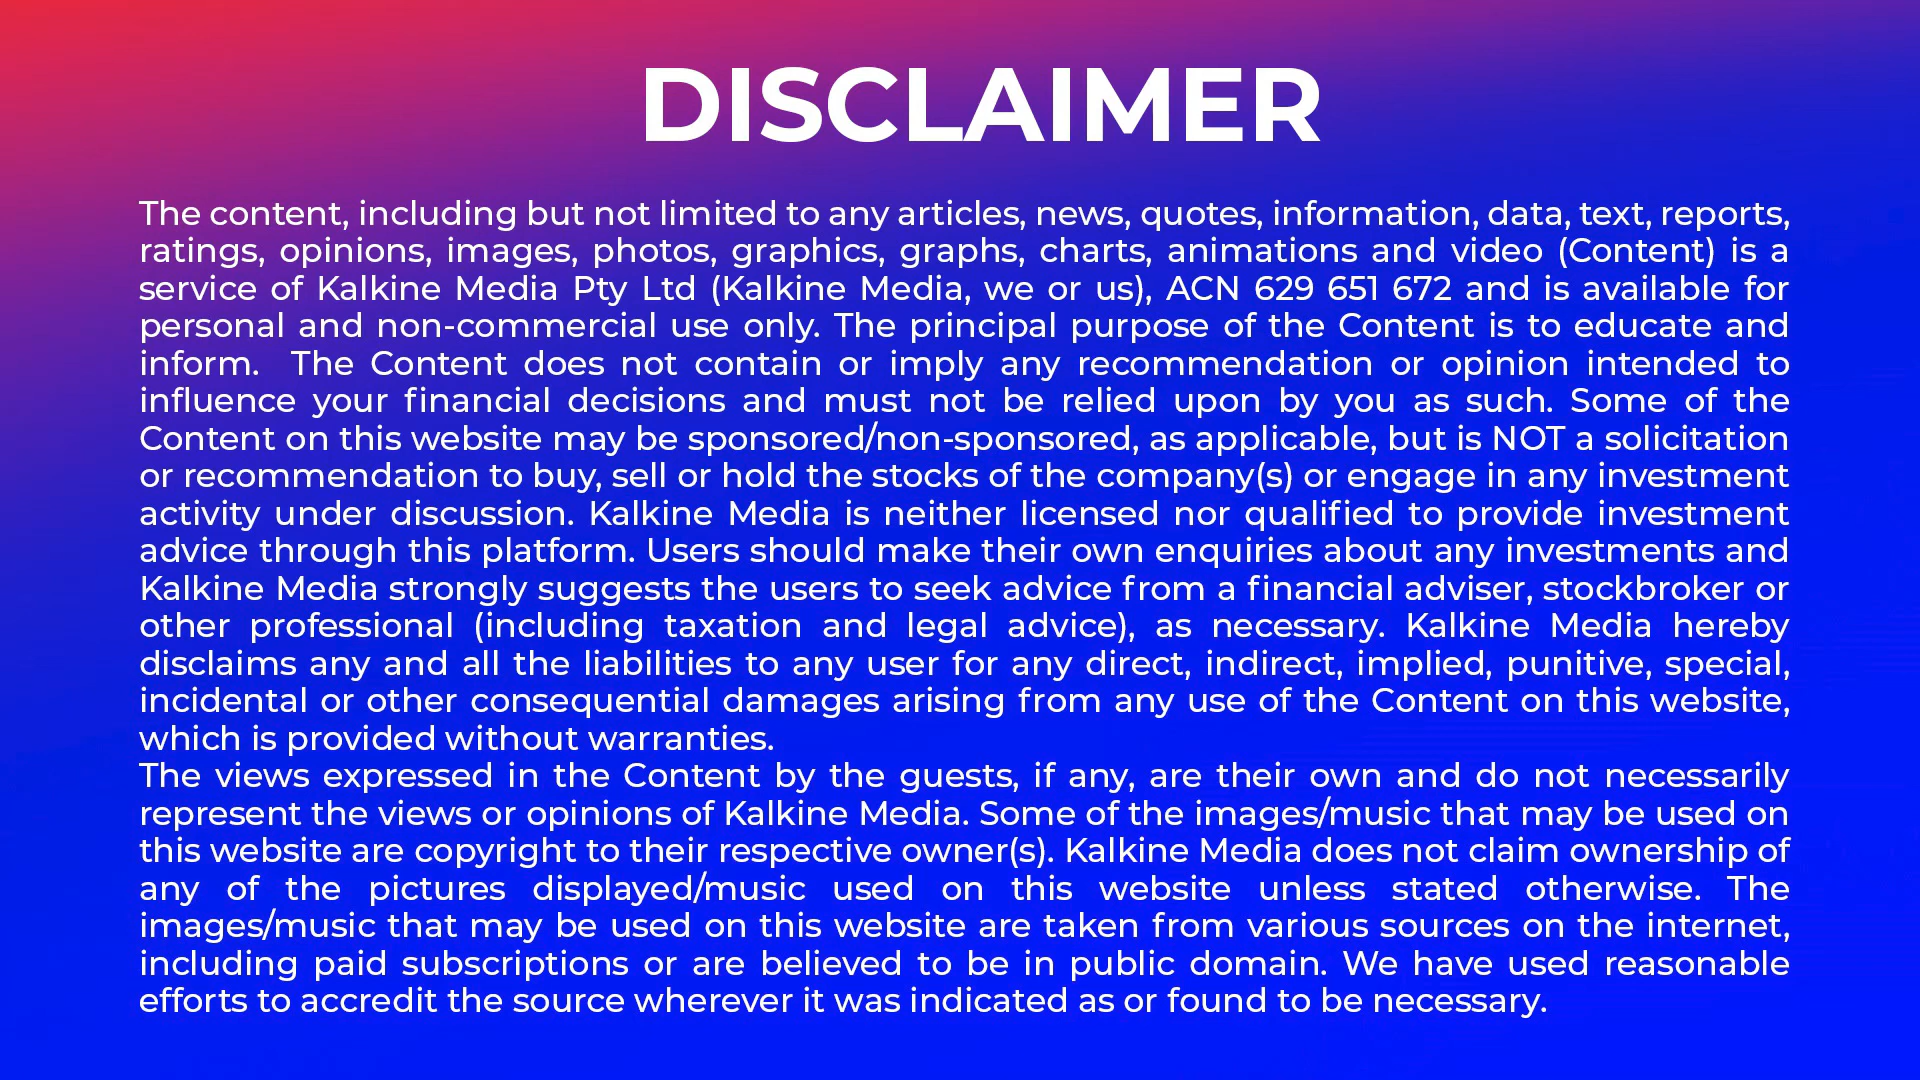 DISCLAIMER
The content, including but not limited to any articles, news, quotes, information, data, text, reports,
ratings, opinions, images, photos, graphics, graphs, charts, animations and video (Content) is a
service of Kalkine Media Pty Ltd (Kalkine Media, we or us), ACN 629 651 672 and is available for
personal and non-commercial use only. The principal purpose of the Content is to educate and
inform.  The Content does not contain or imply any recommendation or opinion intended to
influence your financial decisions and must not be relied upon by you as such. Some of the
Content on this website may be sponsored/non-sponsored, as applicable, but is NOT a solicitation
or recommendation to buy, sell or hold the stocks of the company(s) or engage in any investment
activity under discussion. Kalkine Media is neither licensed nor qualified to provide investment
advice through this platform. Users should make their own enquiries about any investments and
Kalkine Media strongly suggests the users to seek advice from a financial adviser, stockbroker or
other professional (including taxation and legal advice), as necessary. Kalkine Media hereby
disclaims any and all the liabilities to any user for any direct, indirect, implied, punitive, special,
incidental or other consequential damages arising from any use of the Content on this website,
which is provided without warranties.
The views expressed in the Content by the guests, if any, are their own and do not necessarily
represent the views or opinions of Kalkine Media. Some of the images/music that may be used on
this website are copyright to their respective owner(s). Kalkine Media does not claim ownership of
any of the pictures displayed/music used on this website unless stated otherwise. The
images/music that may be used on this website are taken from various sources on the internet,
including paid subscriptions or are believed to be in public domain. We have used reasonable
efforts to accredit the source wherever it was indicated as or found to be necessary.